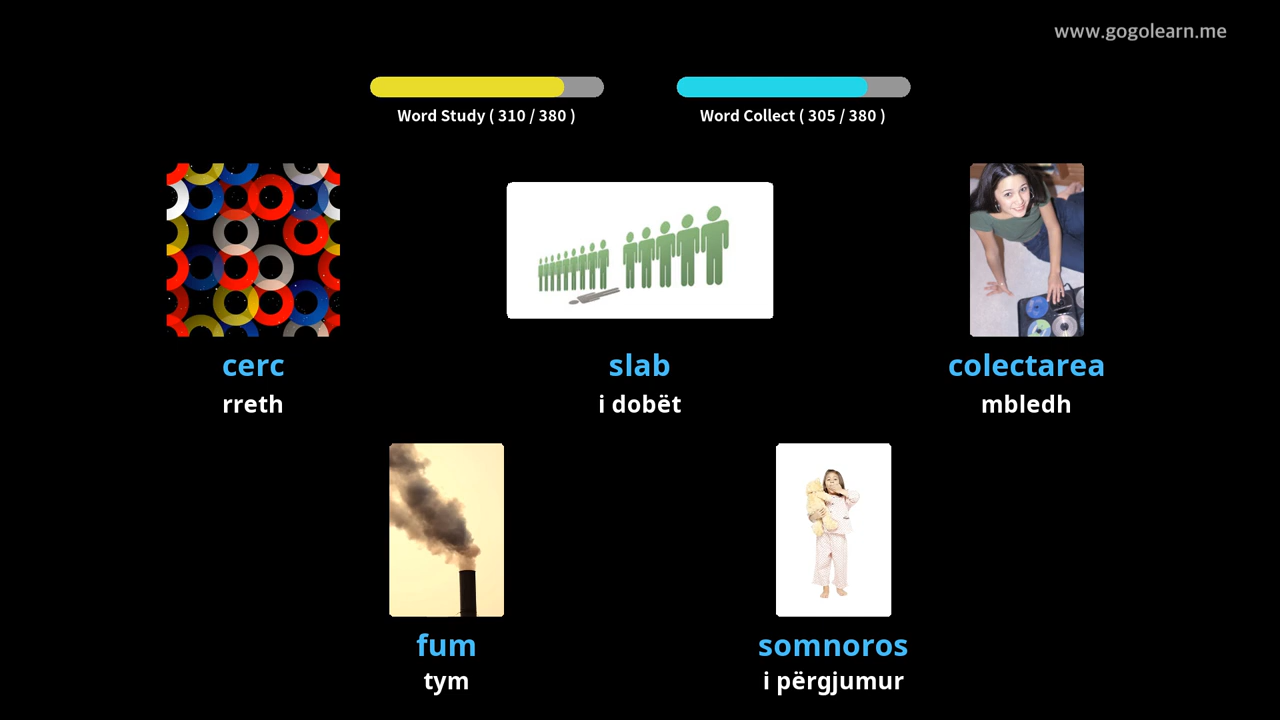 www.gogolearn.me
Word Study ( 310 / 380 )
Word Collect ( 305 / 380 )
cerc
rreth
slab
i dobët
colectarea
mbledh
fum
tym
somnoros
i përgjumur